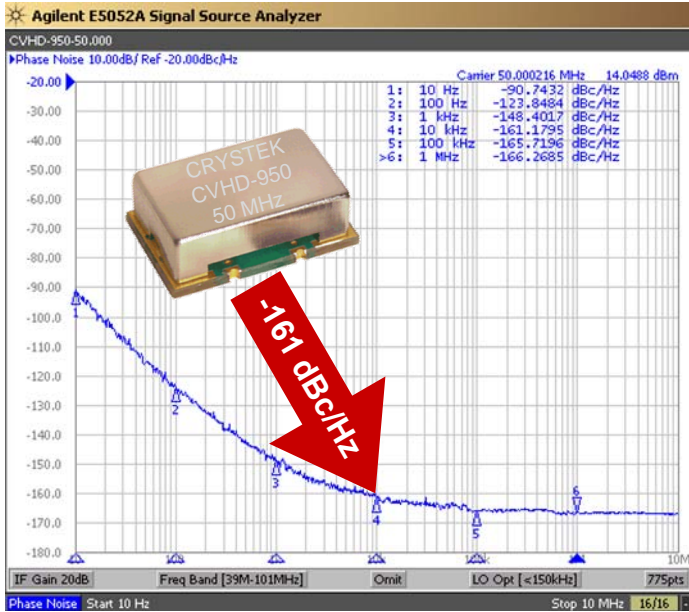 Agilent E5052A Signal Source Analyzer
CVHD-950-50.000
Phase Noise 10.00dB/ Ref -20.00dBc/Hz
Carrier 50.000216 MHz 14.0488 dBm
1: 10 Hz -90.7432 dBc/Hz
2: 100 Hz -123.8484 dBc/Hz
3: 1 kHz -148.4017 dBc/Hz
4: 10 kHz -161.1795 dBc/Hz
5: 100 kHz -165.7196 dBc/Hz
>6: 1 MHz -166.2685 dBc/Hz
-20.00
-30.00
-40.00
-50.00
-60.00
-70.00
-80.00
-90.00
-100.0
-110.0
-120.0
-130.0
-140.0
-150.0
-160.0
-170.0
-180.0
CRYSTEK
CVHD-950
50 MHz
-161 dBc/Hz
1
2
3
4
5
6
10M
IF Gain 20dB Freq Band [39M-101MHz] Omit LO Opt [<150kHz] 775pts
Phase Noise Start 10 Hz Stop 10 MHz 16/16